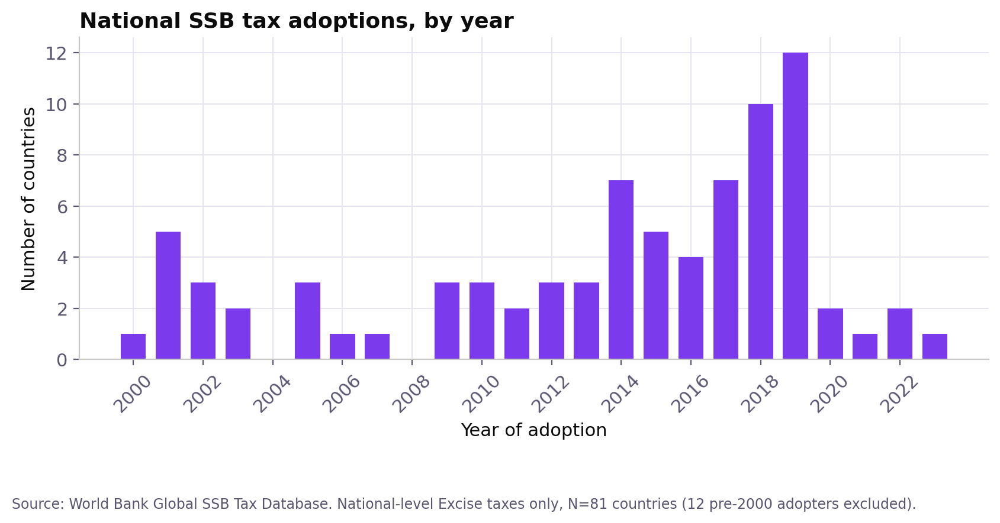 National SSB tax adoptions, by year
Number of countries
12
10
8
6
4
2
0
2000 2002 2004 2006 2008 2010 2012 2014 2016 2018 2020 2022
Year of adoption
Source: World Bank Global SSB Tax Database. National-level Excise taxes only, N=81 countries (12 pre-2000 adopters excluded).